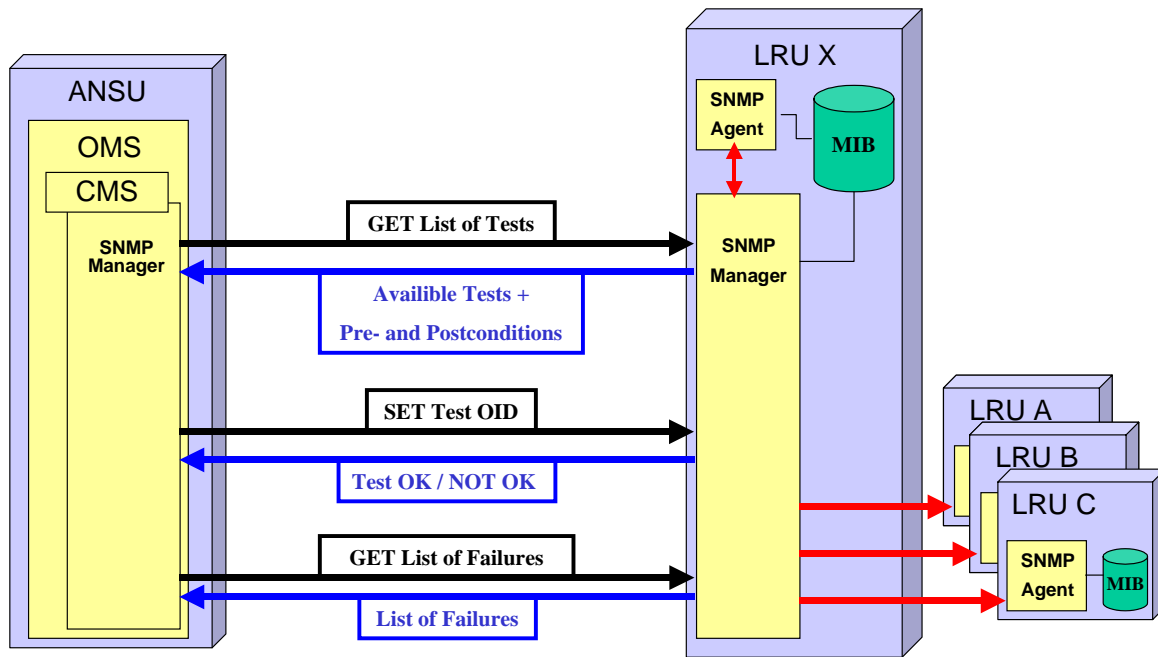 ANSU
OMS
CMS
SNMP
Manager
GET List of Tests
Availible Tests +
Pre- and Postconditions
SET Test OID
Test OK / NOT OK
GET List of Failures
List of Failures
LRU X
SNMP
Agent
MIB
SNMP
Manager
LRU A
LRU B
LRU C
SNMP
Agent
MIB